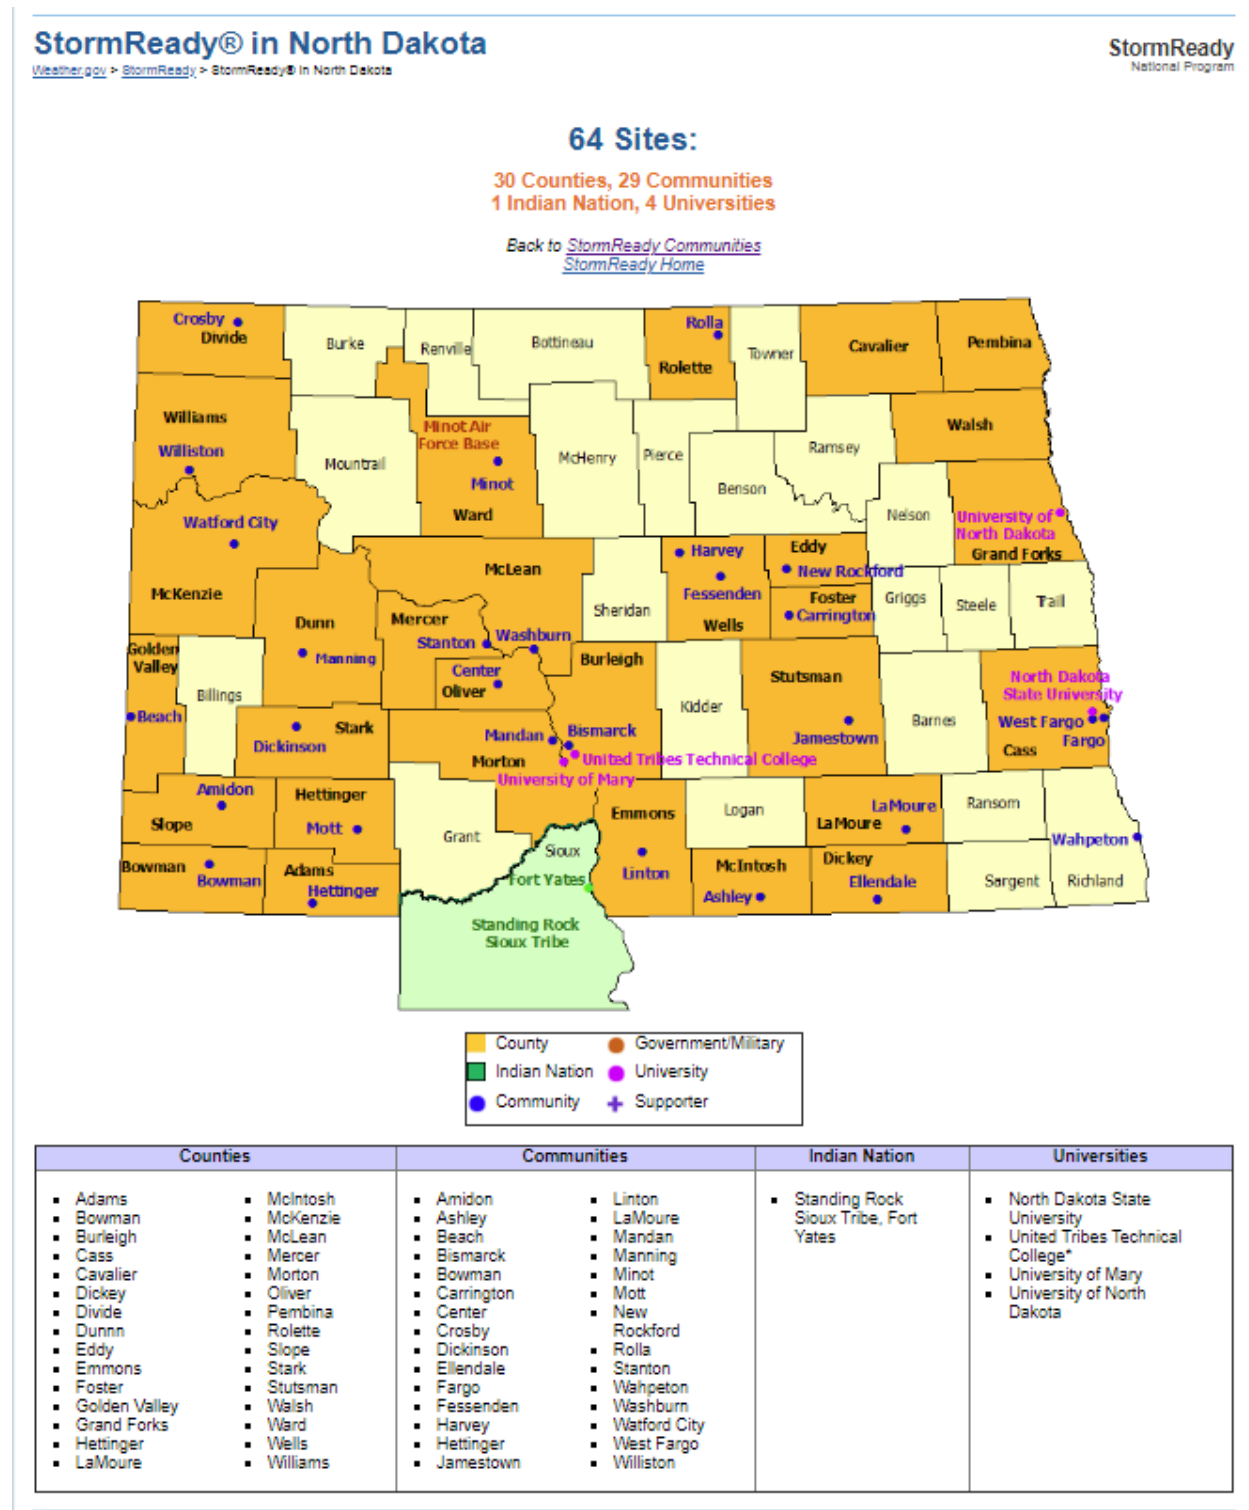 StormReady® in North Dakota
Weather.gov > StormReady > StormReady® in North Dakota
StormReady
National Program
64 Sites:
30 Counties, 29 Communities
1 Indian Nation, 4 Universities
Back to StormReady Communities
StormReady Home
Crosby
Divide
Burke
Renville
Bottineau
Rolla
Rolette
Towner
Cavalier
Pembina
Williams
Williston
Mountrail
Minot Air
Force Base
Minot
Ward
McHenry
Pierce
Benson
Ramsey
Walsh
Nelson
University of
North Dakota
Grand Forks
Watford City
McKenzie
McLean
Harvey
Fessenden
Wells
Eddy
New Rockford
Foster
Carrington
Griggs
Steele
Trail
Dunn
Manning
Mercer
Stanton
Washburn
Sheridan
Golden
Valley
Beach
Billings
Center
Oliver
Burleigh
Kidder
Stutsman
Jamestown
Barnes
North Dakota
State University
West Fargo
Fargo
Cass
Stark
Dickinson
Mandan
Morton
Bismarck
United Tribes Technical College
University of Mary
Amidon
Slope
Hettinger
Mott
Grant
Sioux
Fort Yates
Emmons
Linton
Logan
LaMoure
LaMoure
Ransom
Wahpeton
Bowman
Bowman
Adams
Hettinger
McIntosh
Ashley
Dickey
Ellendale
Sargent
Richland
Standing Rock
Sioux Tribe
County
Government/Military
Indian Nation
University
Community
Supporter
Counties
Communities
Indian Nation
Universities
Adams
Bowman
Burleigh
Cass
Cavalier
Dickey
Divide
Dunnn
Eddy
Emmons
Foster
Golden Valley
Grand Forks
Hettinger
LaMoure
McIntosh
McKenzie
McLean
Mercer
Morton
Oliver
Pembina
Rolette
Slope
Stark
Stutsman
Walsh
Ward
Wells
Williams
Amidon
Ashley
Beach
Bismarck
Bowman
Carrington
Center
Crosby
Dickinson
Ellendale
Fargo
Fessenden
Harvey
Hettinger
Jamestown
Linton
LaMoure
Mandan
Manning
Minot
Mott
New
Rockford
Rolla
Stanton
Wahpeton
Washburn
Watford City
West Fargo
Williston
Standing Rock
Sioux Tribe, Fort
Yates
North Dakota State
University
United Tribes Technical
College*
University of Mary
University of North
Dakota